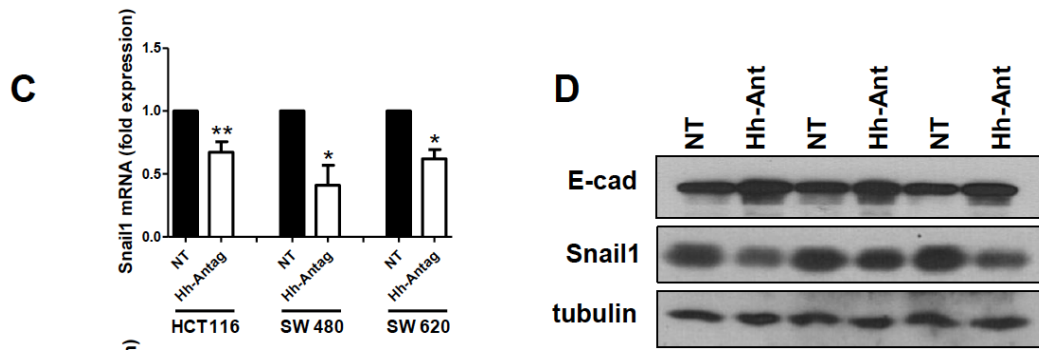 C
Snail1 mRNA (fold expression)
1.5
1.0
0.5
0.0
**
*
*
NT
Hh-Antag
NT
Hh-Antag
NT
Hh-Antag
HCT116
SW 480
SW 620
n)
D
NT
Hh-Ant
NT
Hh-Ant
NT
Hh-Ant
E-cad
Snail1
tubulin